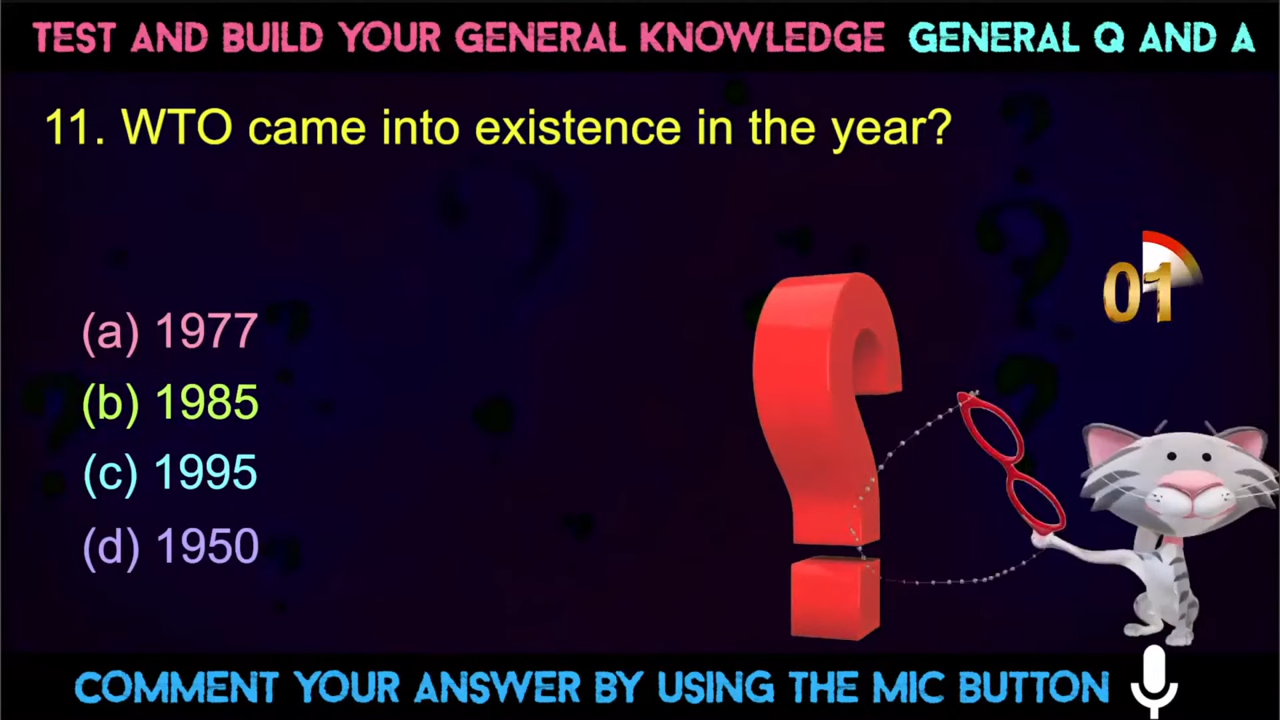 TEST AND BUILD YOUR GENERAL KNOWLEDGE GENERAL Q AND A
11. WTO came into existence in the year?
01
(a) 1977
(b) 1985
(c) 1995
(d) 1950
COMMENT YOUR ANSWER BY USING THE MIC BUTTON